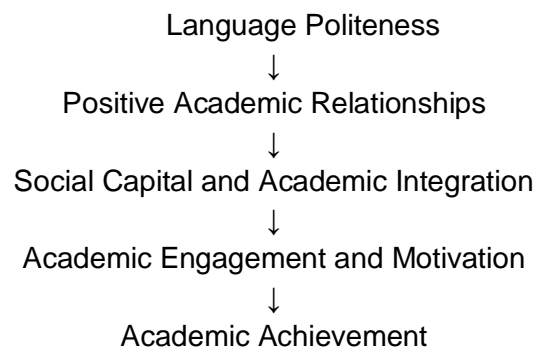 Language Politeness
↓
Positive Academic Relationships
↓
Social Capital and Academic Integration
↓
Academic Engagement and Motivation
↓
Academic Achievement